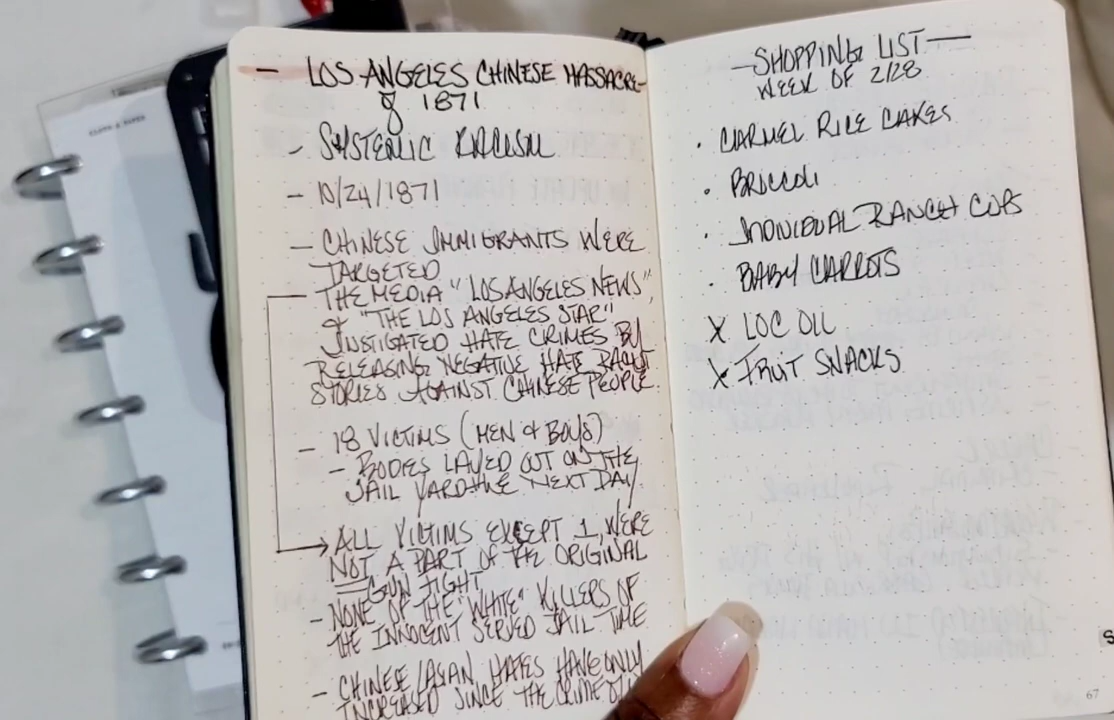 — LOS ANGELES CHINESE MASSACRE
of 1871
- SYSTEMIC RACISM
- 10/24/1871
- CHINESE IMMIGRANTS WERE
TARGETED
- THE MEDIA "LOS ANGELES NEWS",
& "THE LOS ANGELES STAR"
INSTIGATED HATE CRIMES BY
RELEASING NEGATIVE HATE RACIST
STORIES AGAINST CHINESE PEOPLE.
- 18 VICTIMS (MEN & BOYS)
- BODIES LAYED OUT ON THE
JAIL YARD THE NEXT DAY
ALL VICTIMS EXCEPT 1, WERE
NOT A PART OF THE ORIGINAL
GUN FIGHT
- NONE OF THE "WHITE" KILLERS OF
THE INNOCENT SERVED JAIL TIME
- CHINESE/ASIAN HATES HAVE ONLY
INCREASED SINCE THE CRIME
—SHOPPING LIST—
WEEK OF 2/28
· CARMEL RICE CAKES
· BROCCOLI
· INDIVIDUAL RANCH CUPS
· BABY CARROTS
X LOC OIL
X FRUIT SNACKS
67